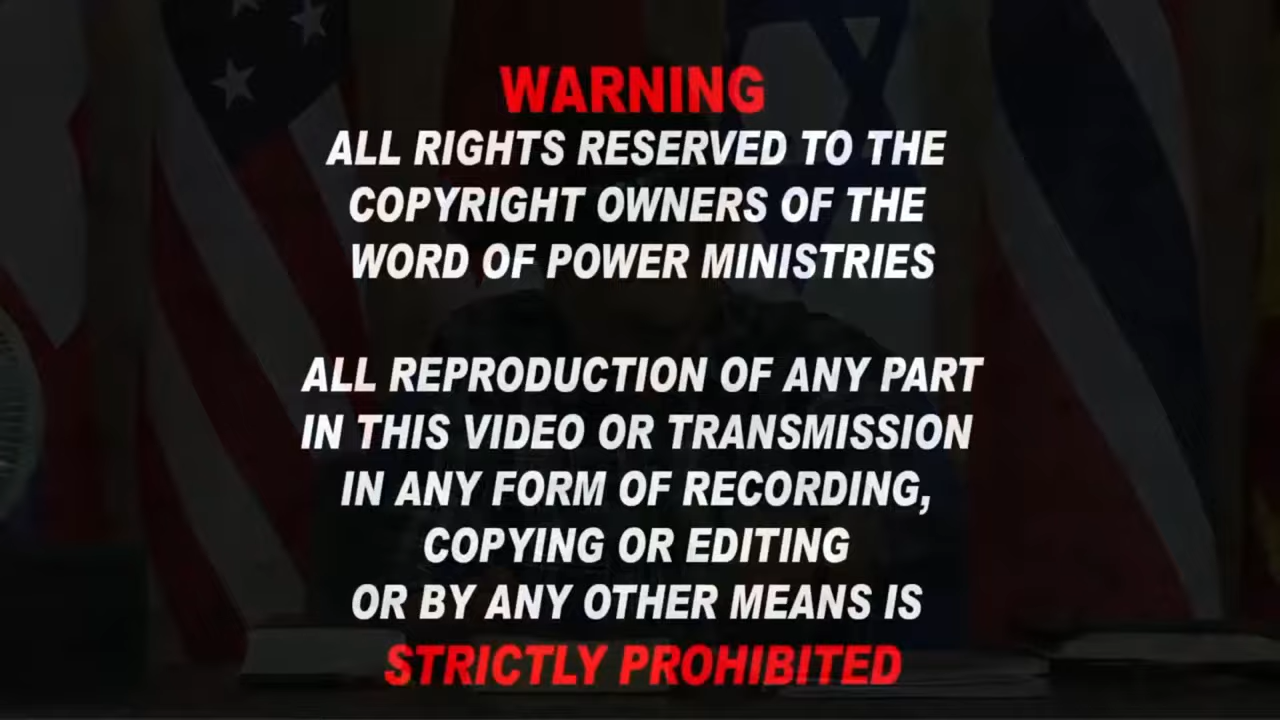 WARNING
ALL RIGHTS RESERVED TO THE
COPYRIGHT OWNERS OF THE
WORD OF POWER MINISTRIES
ALL REPRODUCTION OF ANY PART
IN THIS VIDEO OR TRANSMISSION
IN ANY FORM OF RECORDING,
COPYING OR EDITING
OR BY ANY OTHER MEANS IS
STRICTLY PROHIBITED